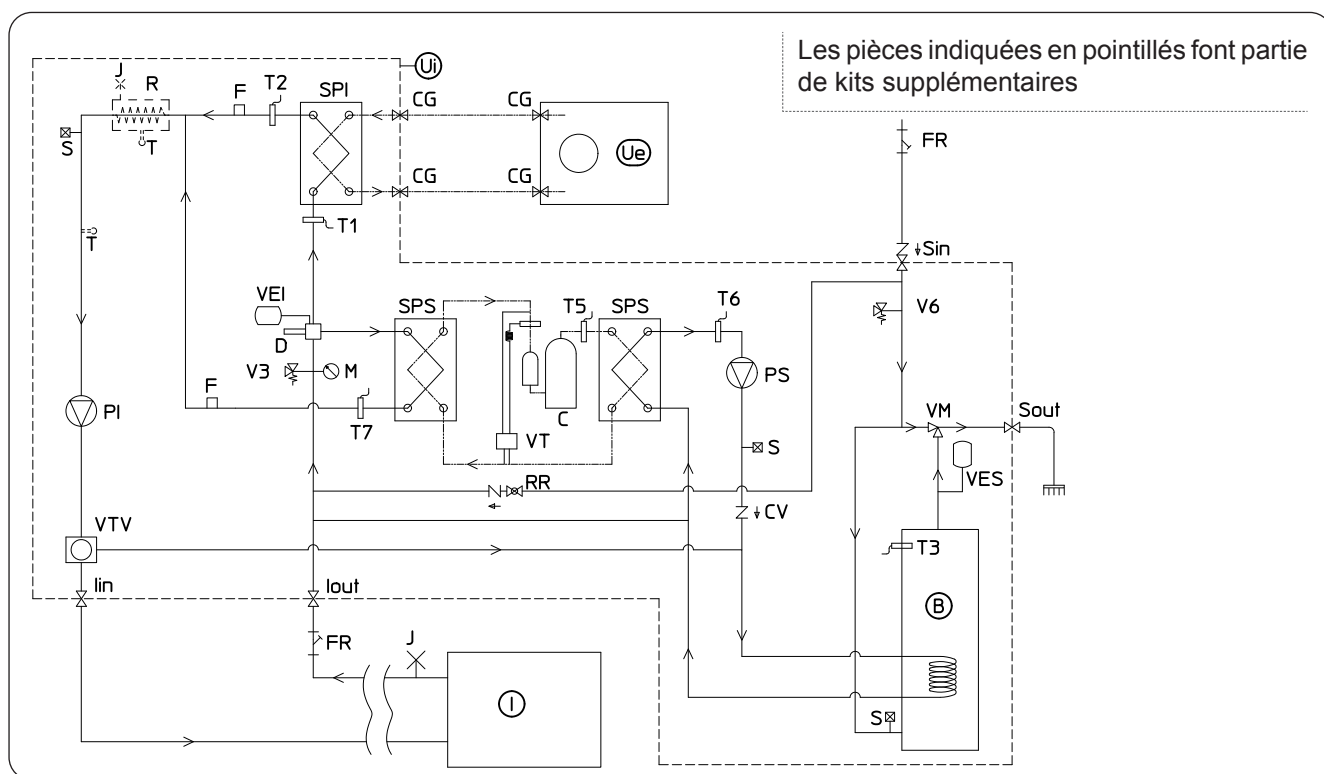 Les pièces indiquées en pointillés font partie
de kits supplémentaires
Ui
J
R
F
T2
SPI
CG
CG
S
T
Ue
FR
CG
CG
T1
T
Sin
VEI
SPS
T5
SPS
T6
V6
D
V3
M
PS
F
PI
T7
C
VM
Sout
VT
S
VES
RR
VTV
CV
T3
Iin
Iout
B
FR
J
I
S